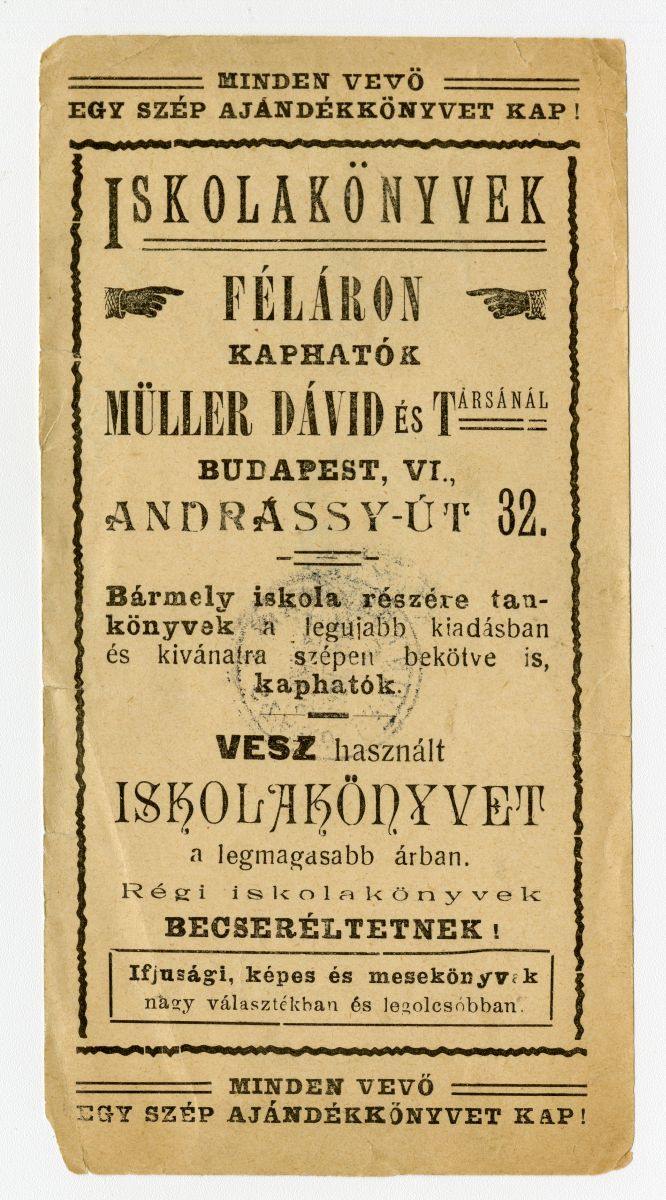 MINDEN VEVŐ
EGY SZÉP AJÁNDÉKKÖNYVET KAP!
ISKOLAKÖNYVEK
FÉLÁRON
KAPHATÓK
MÜLLER DÁVID ÉS TÁRSÁNÁL
BUDAPEST, VI.,
ANDRÁSSY-ÚT 32.
Bármely iskola részére tan-
könyvek a legujabb kiadásban
és kivánatra szépen bekötve is,
kaphatók.
VESZ használt
ISKOLAKÖNYVET
a legmagasabb árban.
Régi iskolakönyvek
BECSERÉLTETNEK!
Ifjusági, képes és mesekönyvek
nagy választékban és legolcsóbban.
MINDEN VEVŐ
EGY SZÉP AJÁNDÉKKÖNYVET KAP!